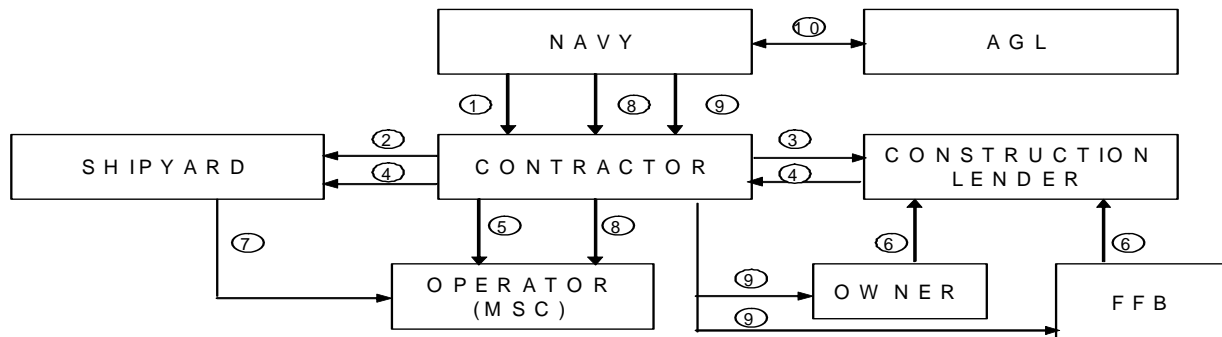 NAVY
10
AGL
1
8
9
SHIPYARD
2
4
CONTRACTOR
3
4
CONSTRUCTION
LENDER
7
5
8
6
6
OPERATOR
(MSC)
9
OWNER
9
FFB